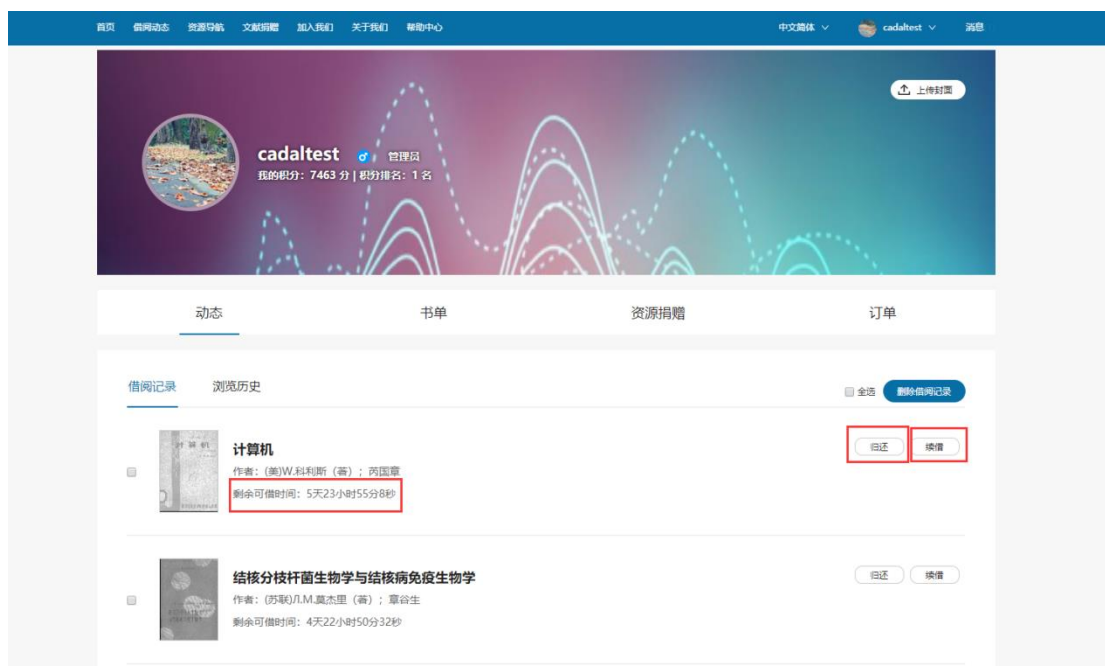 首页 借阅动态 资源导航 文献捐赠 加入我们 关于我们 帮助中心 中文简体 cadaltest 消息
上传封面
cadaltest 管理员
我的积分：7463 分 | 积分排名：1 名
动态 书单 资源捐赠 订单
借阅记录 浏览历史 全选 删除借阅记录
计算机 归还 续借
作者：(美)W.科利斯（著）；芮国章
剩余可借时间：5天23小时55分8秒
结核分枝杆菌生物学与结核病免疫生物学 归还 续借
作者：(苏联)Л.М.莫杰里（著）；章谷生
剩余可借时间：4天22小时50分32秒